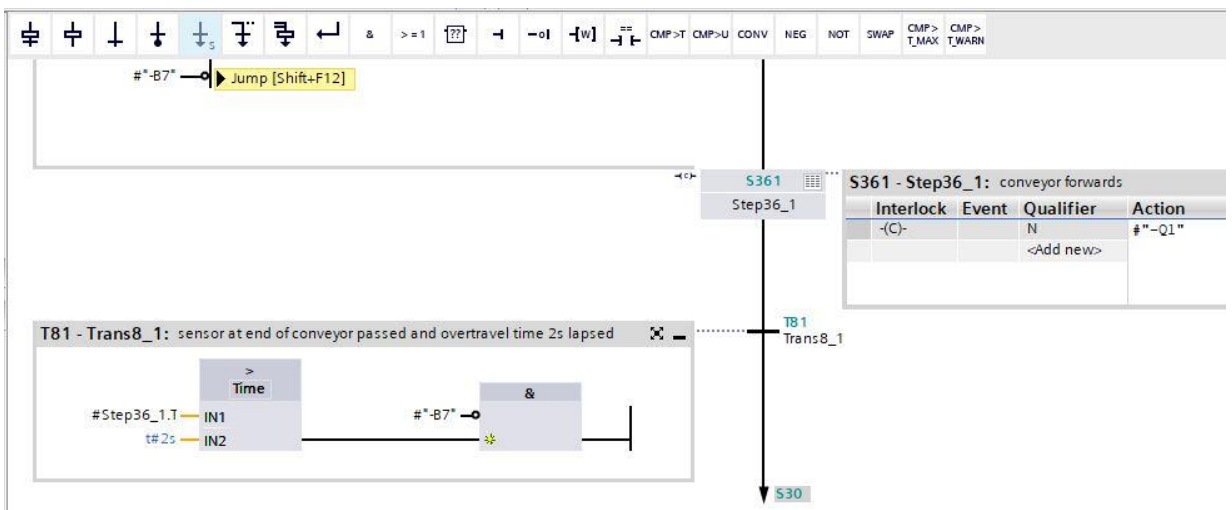 S & >=1 ?? [W] == CMP>T CMP>U CONV NEG NOT SWAP CMP> T_MAX CMP> T_WARN
#"-B7" Jump [Shift+F12]
-(C)- S361
Step36_1
S361 - Step36_1: conveyor forwards
Interlock Event Qualifier Action
-(C)- N #"-Q1"
<Add new>
T81 - Trans8_1: sensor at end of conveyor passed and overtravel time 2s lapsed
T81
Trans8_1
>
Time
&
#Step36_1.T IN1
#"-B7"
t#2s IN2
S30